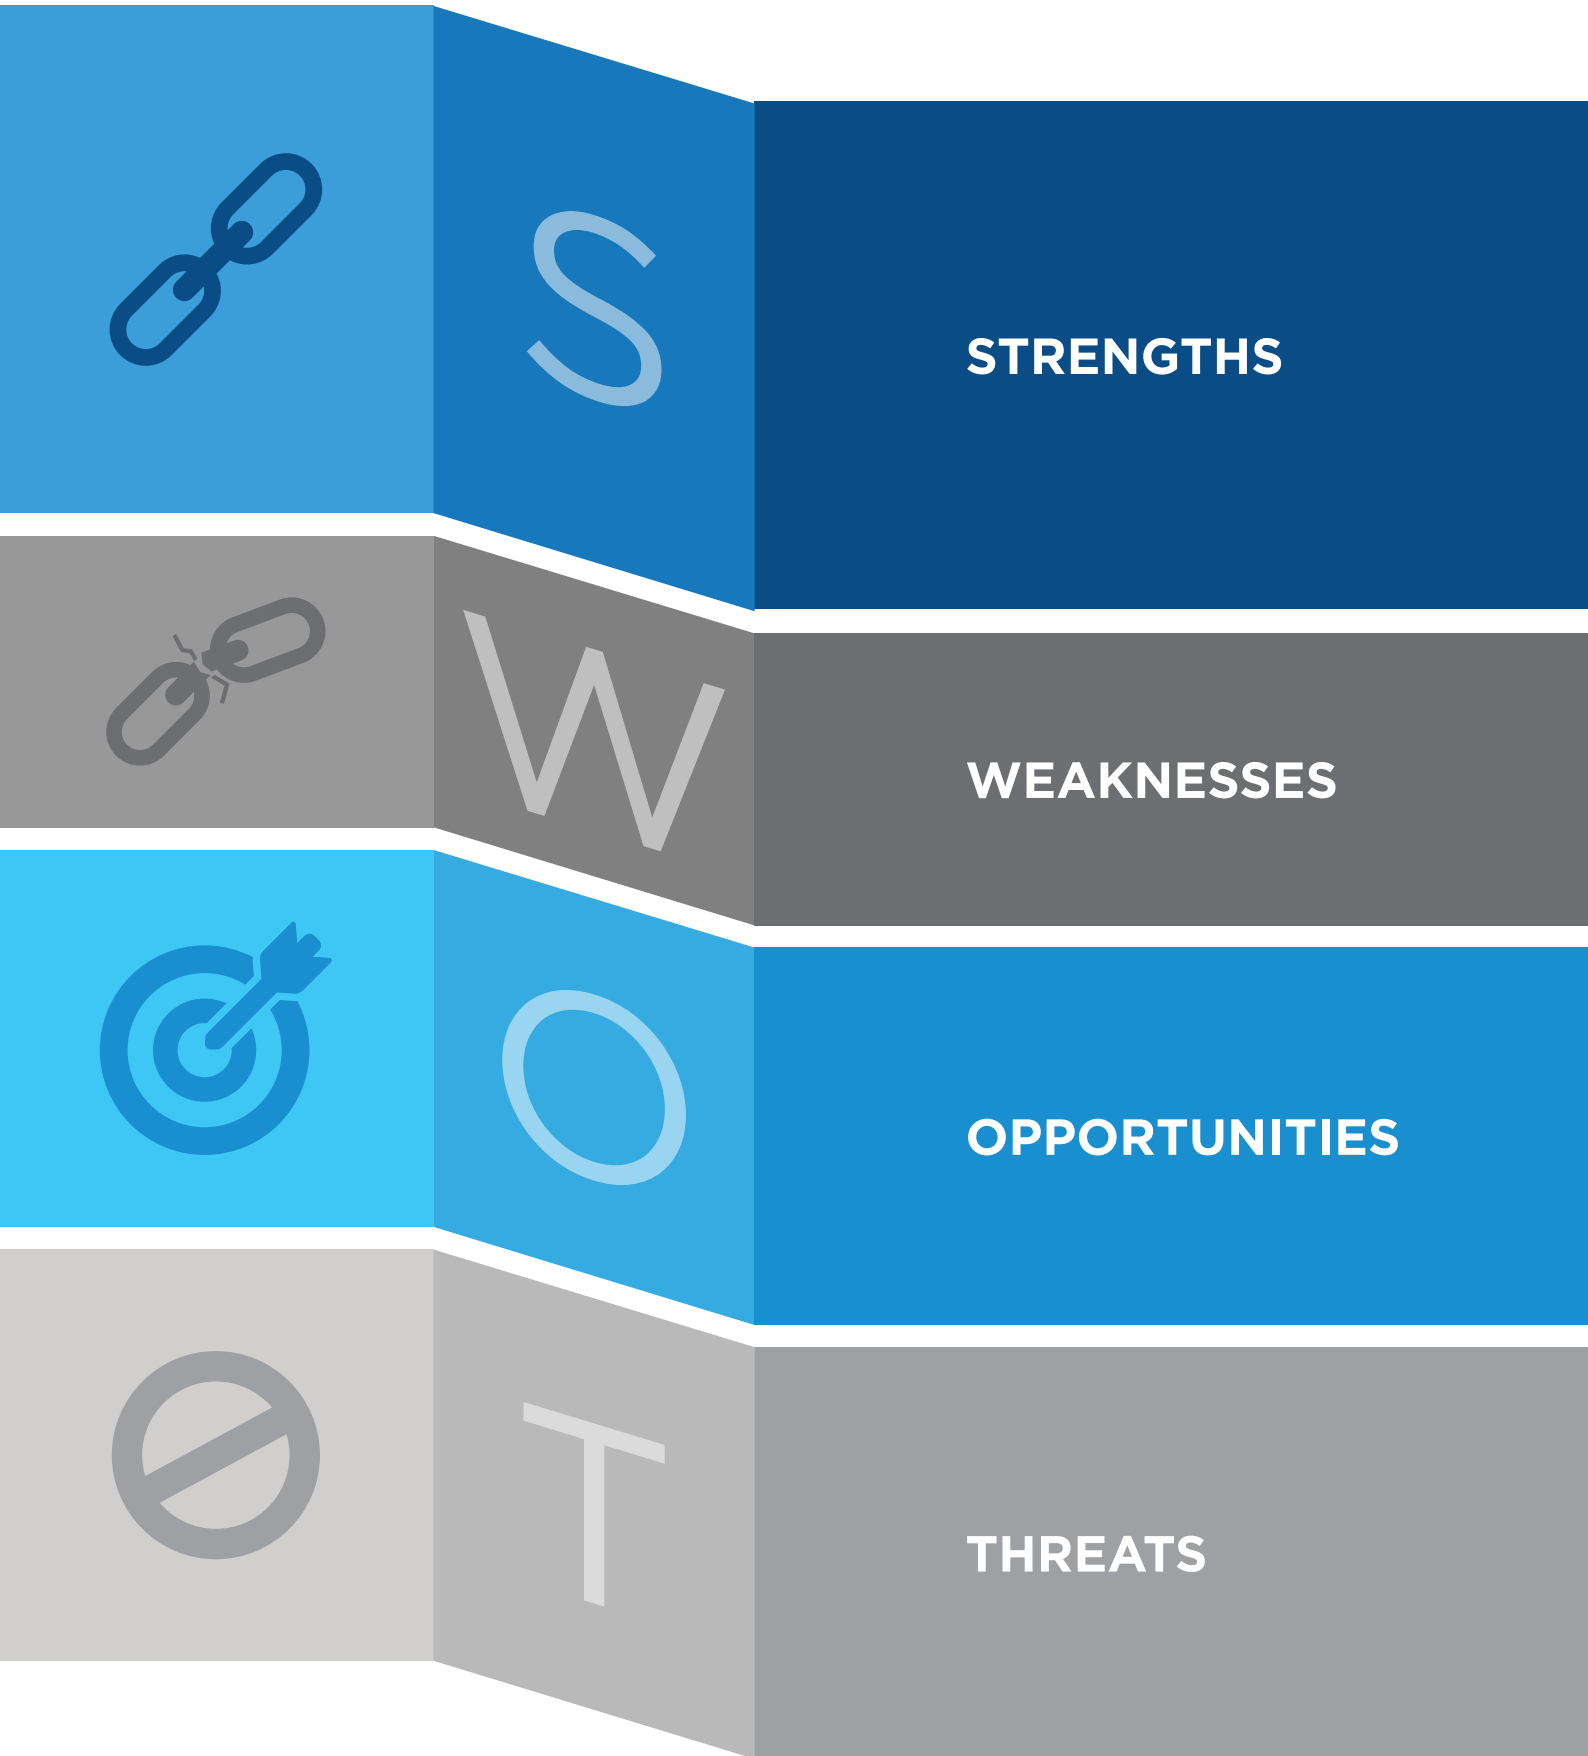 S
STRENGTHS
W
WEAKNESSES
O
OPPORTUNITIES
T
THREATS